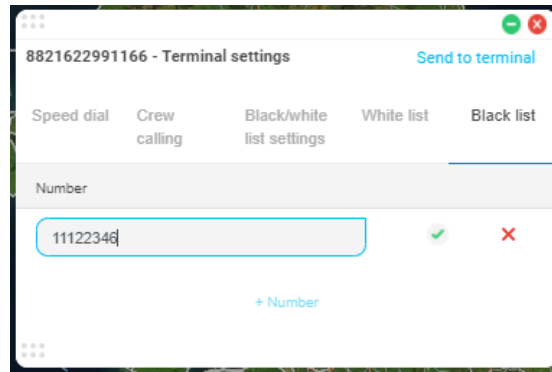 8821622991166 - Terminal settings
Send to terminal
Speed dial
Crew
calling
Black/white
list settings
White list
Black list
Number
11122346
+ Number